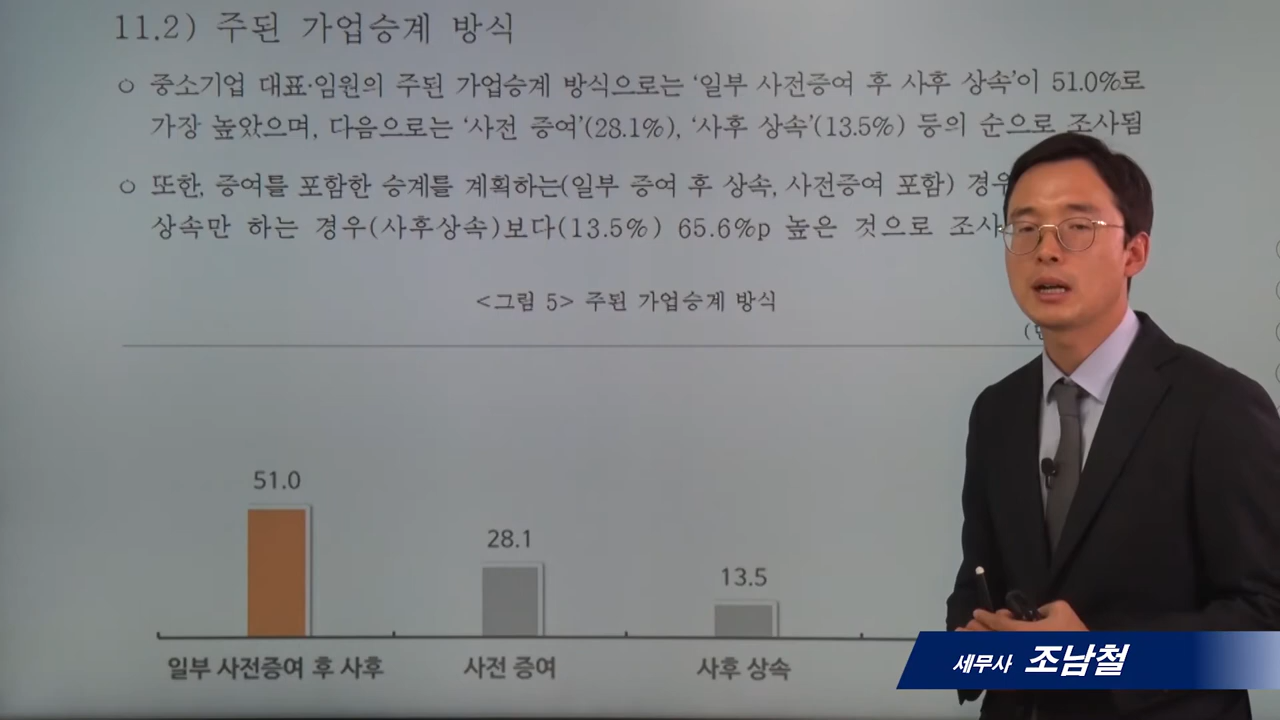 11.2) 주된 가업승계 방식
○ 중소기업 대표·임원의 주된 가업승계 방식으로는 '일부 사전증여 후 사후 상속'이 51.0%로
가장 높았으며, 다음으로는 '사전 증여'(28.1%), '사후 상속'(13.5%) 등의 순으로 조사됨
○ 또한, 증여를 포함한 승계를 계획하는(일부 증여 후 상속, 사전증여 포함) 경우
상속만 하는 경우(사후상속)보다(13.5%) 65.6%p 높은 것으로 조사
<그림 5> 주된 가업승계 방식
51.0
28.1
13.5
일부 사전증여 후 사후
사전 증여
사후 상속
세무사 조남철